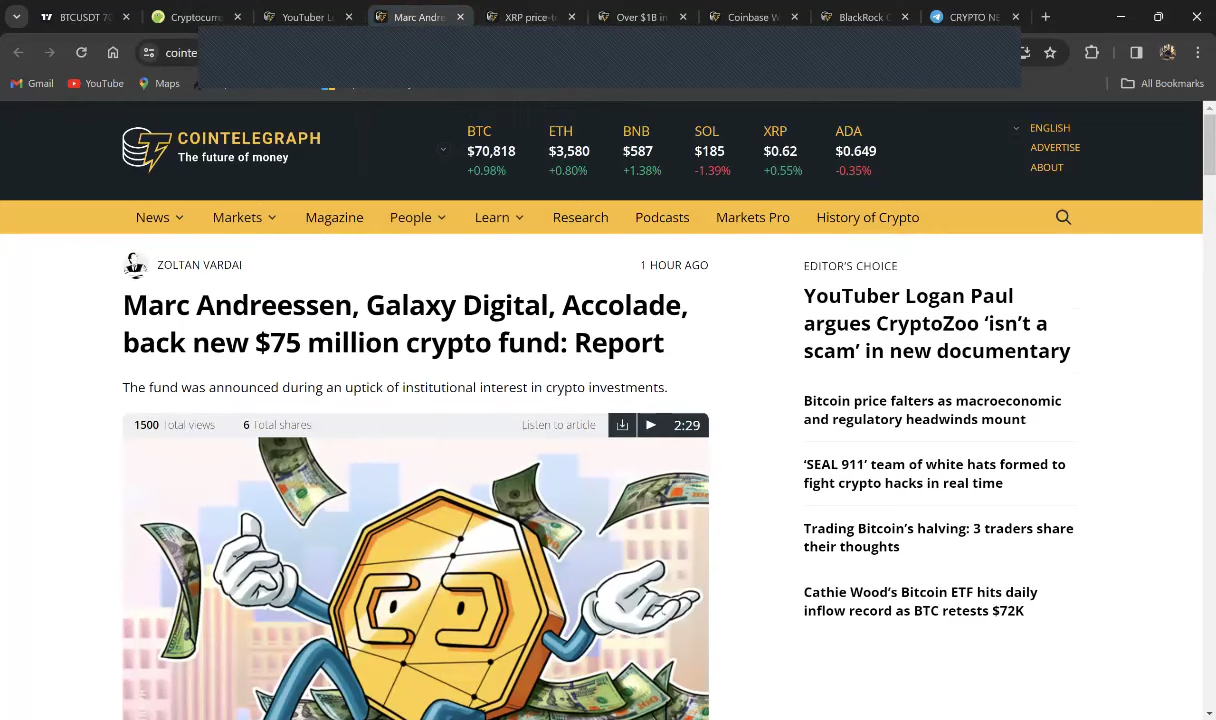 BTCUSDT 70
Cryptocurr
YouTuber L
Marc Andre
XRP price-
Over $1B in
Coinbase W
BlackRock C
CRYPTO NE
cointe
Gmail
YouTube
Maps
All Bookmarks
COINTELEGRAPH
The future of money
BTC ETH BNB SOL XRP ADA
$70,818 $3,580 $587 $185 $0.62 $0.649
+0.98% +0.80% +1.38% -1.39% +0.55% -0.35%
ENGLISH
ADVERTISE
ABOUT
News Markets Magazine People Learn Research Podcasts Markets Pro History of Crypto
ZOLTAN VARDAI
1 HOUR AGO
Marc Andreessen, Galaxy Digital, Accolade,
back new $75 million crypto fund: Report
The fund was announced during an uptick of institutional interest in crypto investments.
1500 Total views 6 Total shares Listen to article 2:29
EDITOR'S CHOICE
YouTuber Logan Paul
argues CryptoZoo ‘isn’t a
scam’ in new documentary
Bitcoin price falters as macroeconomic
and regulatory headwinds mount
‘SEAL 911’ team of white hats formed to
fight crypto hacks in real time
Trading Bitcoin’s halving: 3 traders share
their thoughts
Cathie Wood’s Bitcoin ETF hits daily
inflow record as BTC retests $72K